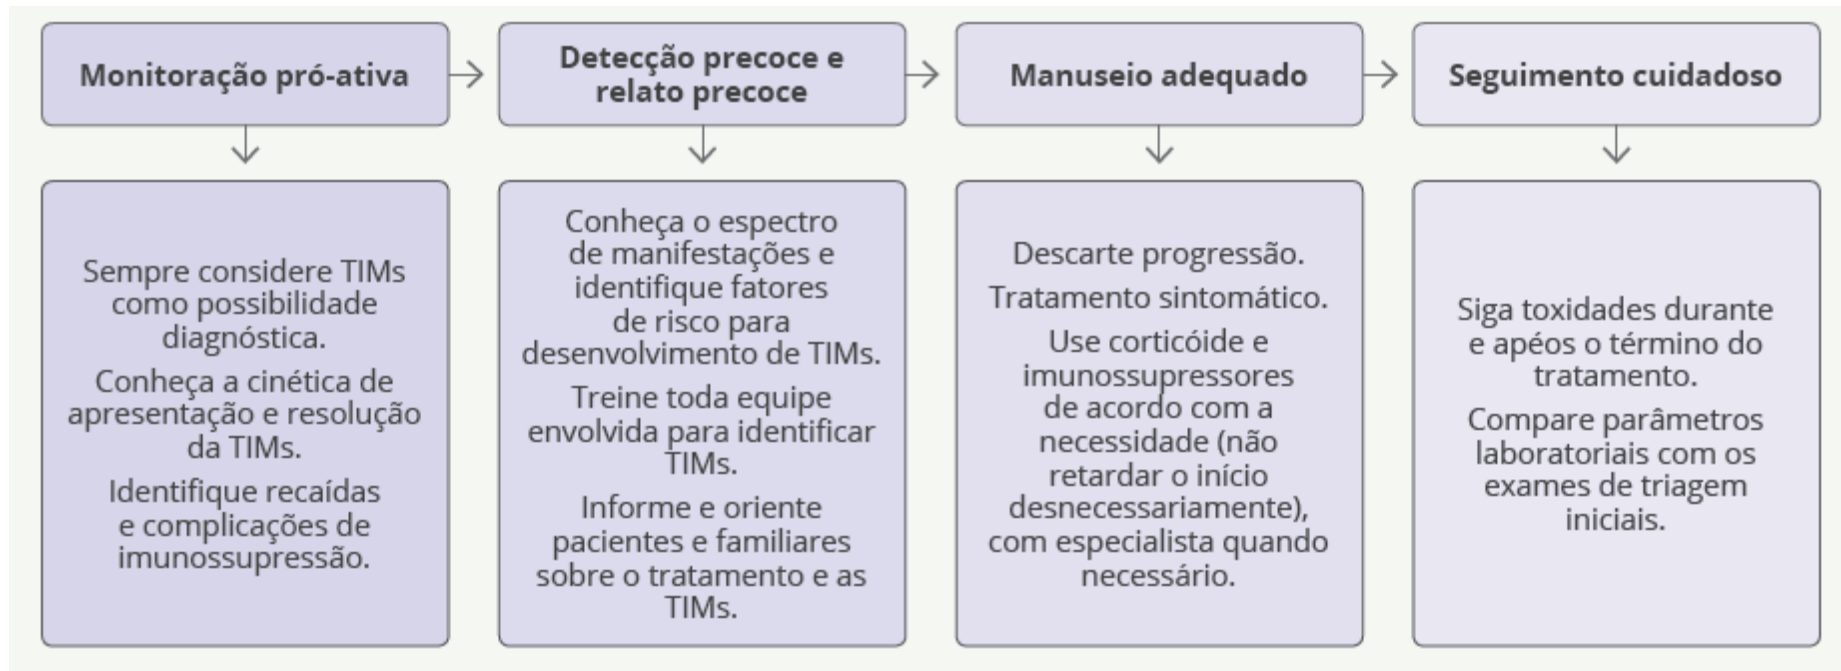 Monitoração pró-ativa
Detecção precoce e
relato precoce
Manuseio adequado
Seguimento cuidadoso
Sempre considere TIMs
como possibilidade
diagnóstica.
Conheça a cinética de
apresentação e resolução
da TIMs.
Identifique recaídas
e complicações de
imunossupressão.
Conheça o espectro
de manifestações e
identifique fatores
de risco para
desenvolvimento de TIMs.
Treine toda equipe
envolvida para identificar
TIMs.
Informe e oriente
pacientes e familiares
sobre o tratamento e as
TIMs.
Descarte progressão.
Tratamento sintomático.
Use corticóide e
imunossupressores
de acordo com a
necessidade (não
retardar o início
desnecessariamente),
com especialista quando
necessário.
Siga toxidades durante
e apéos o término do
tratamento.
Compare parâmetros
laboratoriais com os
exames de triagem
iniciais.